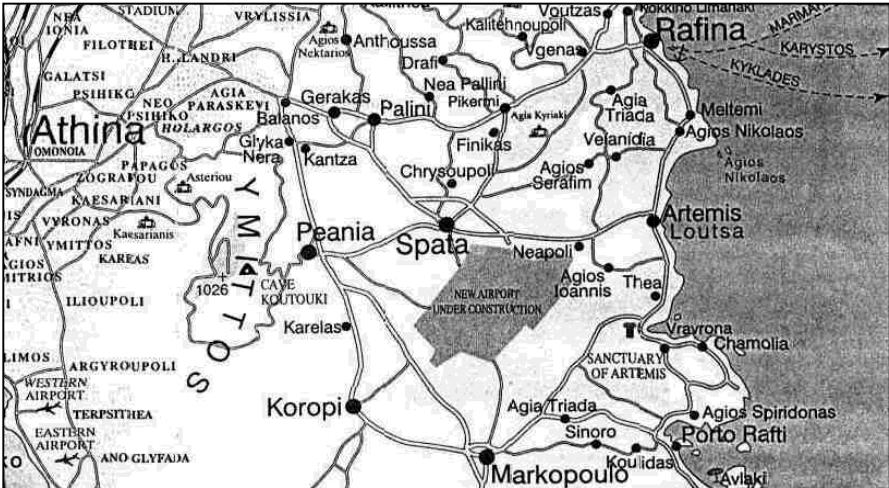 STADIUM
VRYLISSIA
NEA
IONIA
FILOTHEI
H. LANDRI
GALATSI
PSIHIKO
NEO
PSIHIKO
AGIA
PARASKEVI
HOLARGOS
Athina
OMONOIA
PAPAGOS
ZOGRAFOU
SYNDAGMA
KAESARIANI
Asteriou
VYRONAS
Kaesarianis
YMITTOS
KAREAS
ILIOUPOLI
ARGYROUPOLI
WESTERN
AIRPORT
TERPSITHEA
EASTERN
AIRPORT
ANO GLYFADA
YMITTOS
1026
CAVE
KOUTOUKI
Agios
Nektarios
Anthoussa
Drafi
Kalitehnoupoli
Voutzas
Kokkino Limanaki
Rafina
MARMAR
KARYSTOS
KYKLADES
Nea Pallini
Pikermi
Agia Kyriaki
Gerakas
Balanos
Palini
Glyka
Nera
Kantza
Finikas
Chrysoupoli
Agia
Triada
Velanidia
Agios
Serafim
Meltemi
Agios Nikolaos
Agios
Nikolaos
Artemis
Loutsa
Peania
Spata
Neapoli
Agios
Ioannis
Thea
NEW AIRPORT
UNDER CONSTRUCTION
Karelas
Vravrona
Chamolia
SANCTUARY
OF ARTEMIS
Koropi
Agia Triada
Sinoro
Agios Spiridonas
Porto Rafti
Koulidas
Markopoulo
Avlaki